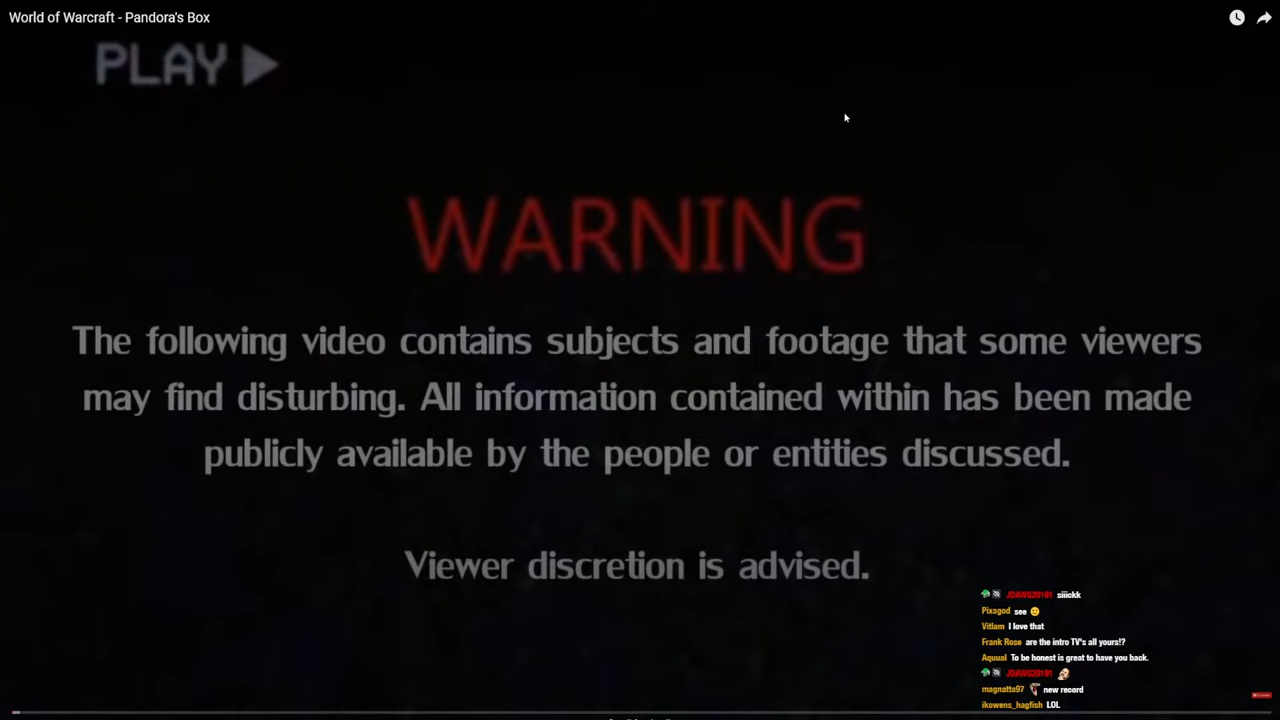 World of Warcraft - Pandora's Box
PLAY
WARNING
The following video contains subjects and footage that some viewers
may find disturbing. All information contained within has been made
publicly available by the people or entities discussed.
Viewer discretion is advised.
JDAWG20191 siiickk
Pixagod see
Vitlam I love that
Frank Rose are the intro TV's all yours!?
Aquual To be honest is great to have you back.
JDAWG20191
magnatta97 new record
ikowens_hagfish LOL